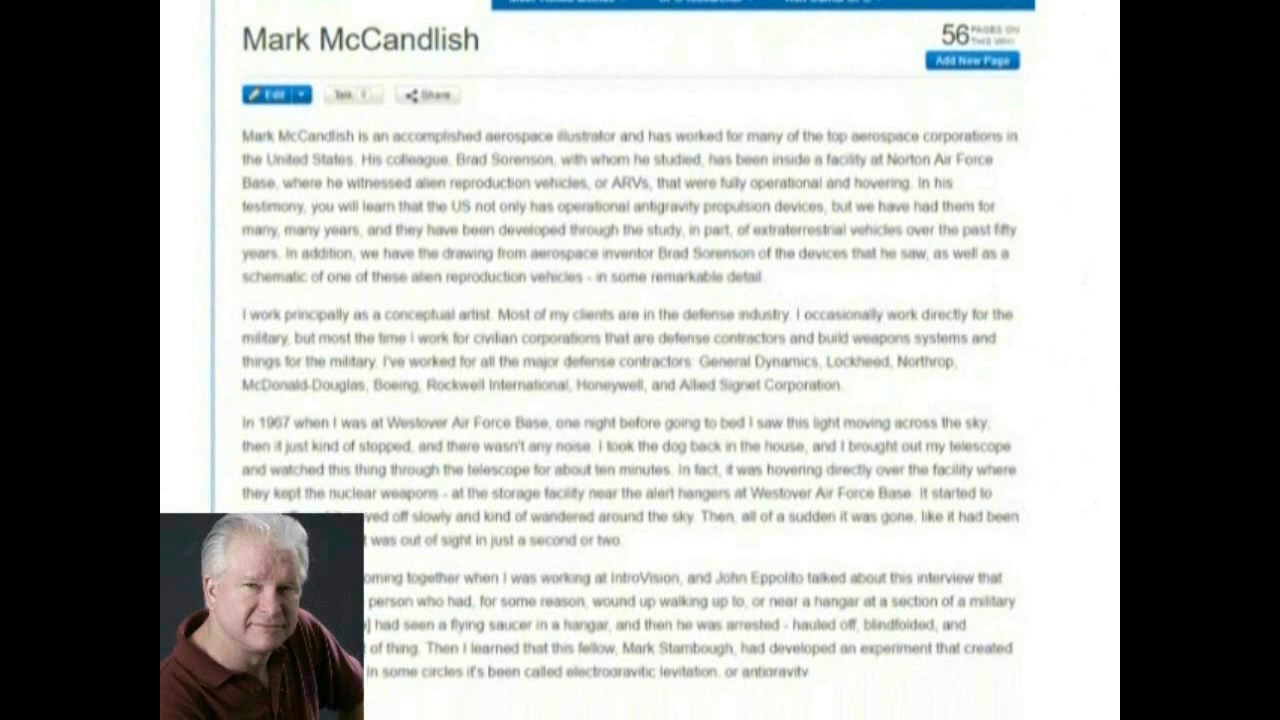 Mark McCandlish
56 PAGES ON
THIS WIKI
Add New Page
Edit
Talk
Share
Mark McCandlish is an accomplished aerospace illustrator and has worked for many of the top aerospace corporations in
the United States. His colleague, Brad Sorenson, with whom he studied, has been inside a facility at Norton Air Force
Base, where he witnessed alien reproduction vehicles, or ARVs, that were fully operational and hovering. In his
testimony, you will learn that the US not only has operational antigravity propulsion devices, but we have had them for
many, many years, and they have been developed through the study, in part, of extraterrestrial vehicles over the past fifty
years. In addition, we have the drawing from aerospace inventor Brad Sorenson of the devices that he saw, as well as a
schematic of one of these alien reproduction vehicles - in some remarkable detail.
I work principally as a conceptual artist. Most of my clients are in the defense industry. I occasionally work directly for the
military, but most the time I work for civilian corporations that are defense contractors and build weapons systems and
things for the military. I've worked for all the major defense contractors: General Dynamics, Lockheed, Northrop,
McDonald-Douglas, Boeing, Rockwell International, Honeywell, and Allied Signet Corporation.
In 1967 when I was at Westover Air Force Base, one night before going to bed I saw this light moving across the sky;
then it just kind of stopped, and there wasn't any noise. I took the dog back in the house, and I brought out my telescope
and watched this thing through the telescope for about ten minutes. In fact, it was hovering directly over the facility where
they kept the nuclear weapons - at the storage facility near the alert hangers at Westover Air Force Base. It started to
ved off slowly and kind of wandered around the sky. Then, all of a sudden it was gone, like it had been
t was out of sight in just a second or two.
oming together when I was working at IntroVision, and John Eppolito talked about this interview that
person who had, for some reason, wound up walking up to, or near a hangar at a section of a military
] had seen a flying saucer in a hangar, and then he was arrested - hauled off, blindfolded, and
of thing. Then I learned that this fellow, Mark Stambough, had developed an experiment that created
In some circles it's been called electrogravitic levitation, or antigravity